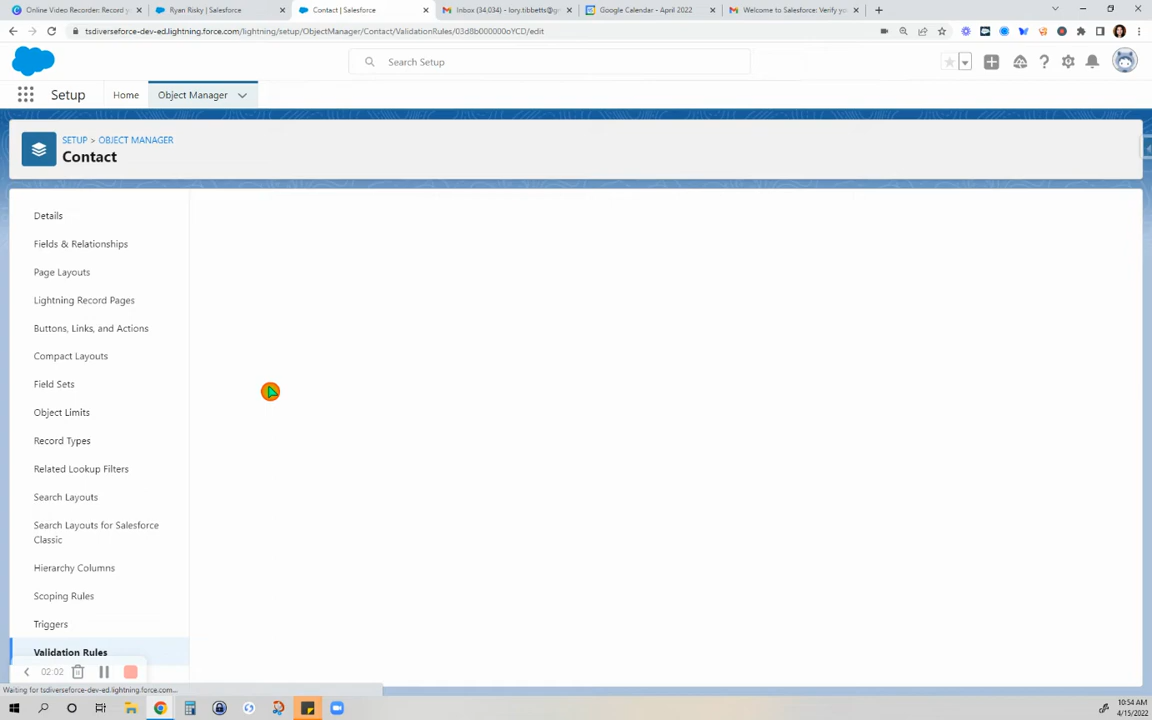 Online Video Recorder: Record y
Ryan Risky | Salesforce
Contact | Salesforce
Inbox (34,034) - lory.tibbetts@g
Google Calendar - April 2022
Welcome to Salesforce: Verify yo
tsdiverseforce-dev-ed.lightning.force.com/lightning/setup/ObjectManager/Contact/ValidationRules/03d8b000000oYCD/edit
Search Setup
Setup
Home
Object Manager
SETUP > OBJECT MANAGER
Contact
Details
Fields & Relationships
Page Layouts
Lightning Record Pages
Buttons, Links, and Actions
Compact Layouts
Field Sets
Object Limits
Record Types
Related Lookup Filters
Search Layouts
Search Layouts for Salesforce
Classic
Hierarchy Columns
Scoping Rules
Triggers
Validation Rules
02:02
Waiting for tsdiverseforce-dev-ed.lightning.force.com...
10:54 AM
4/15/2022